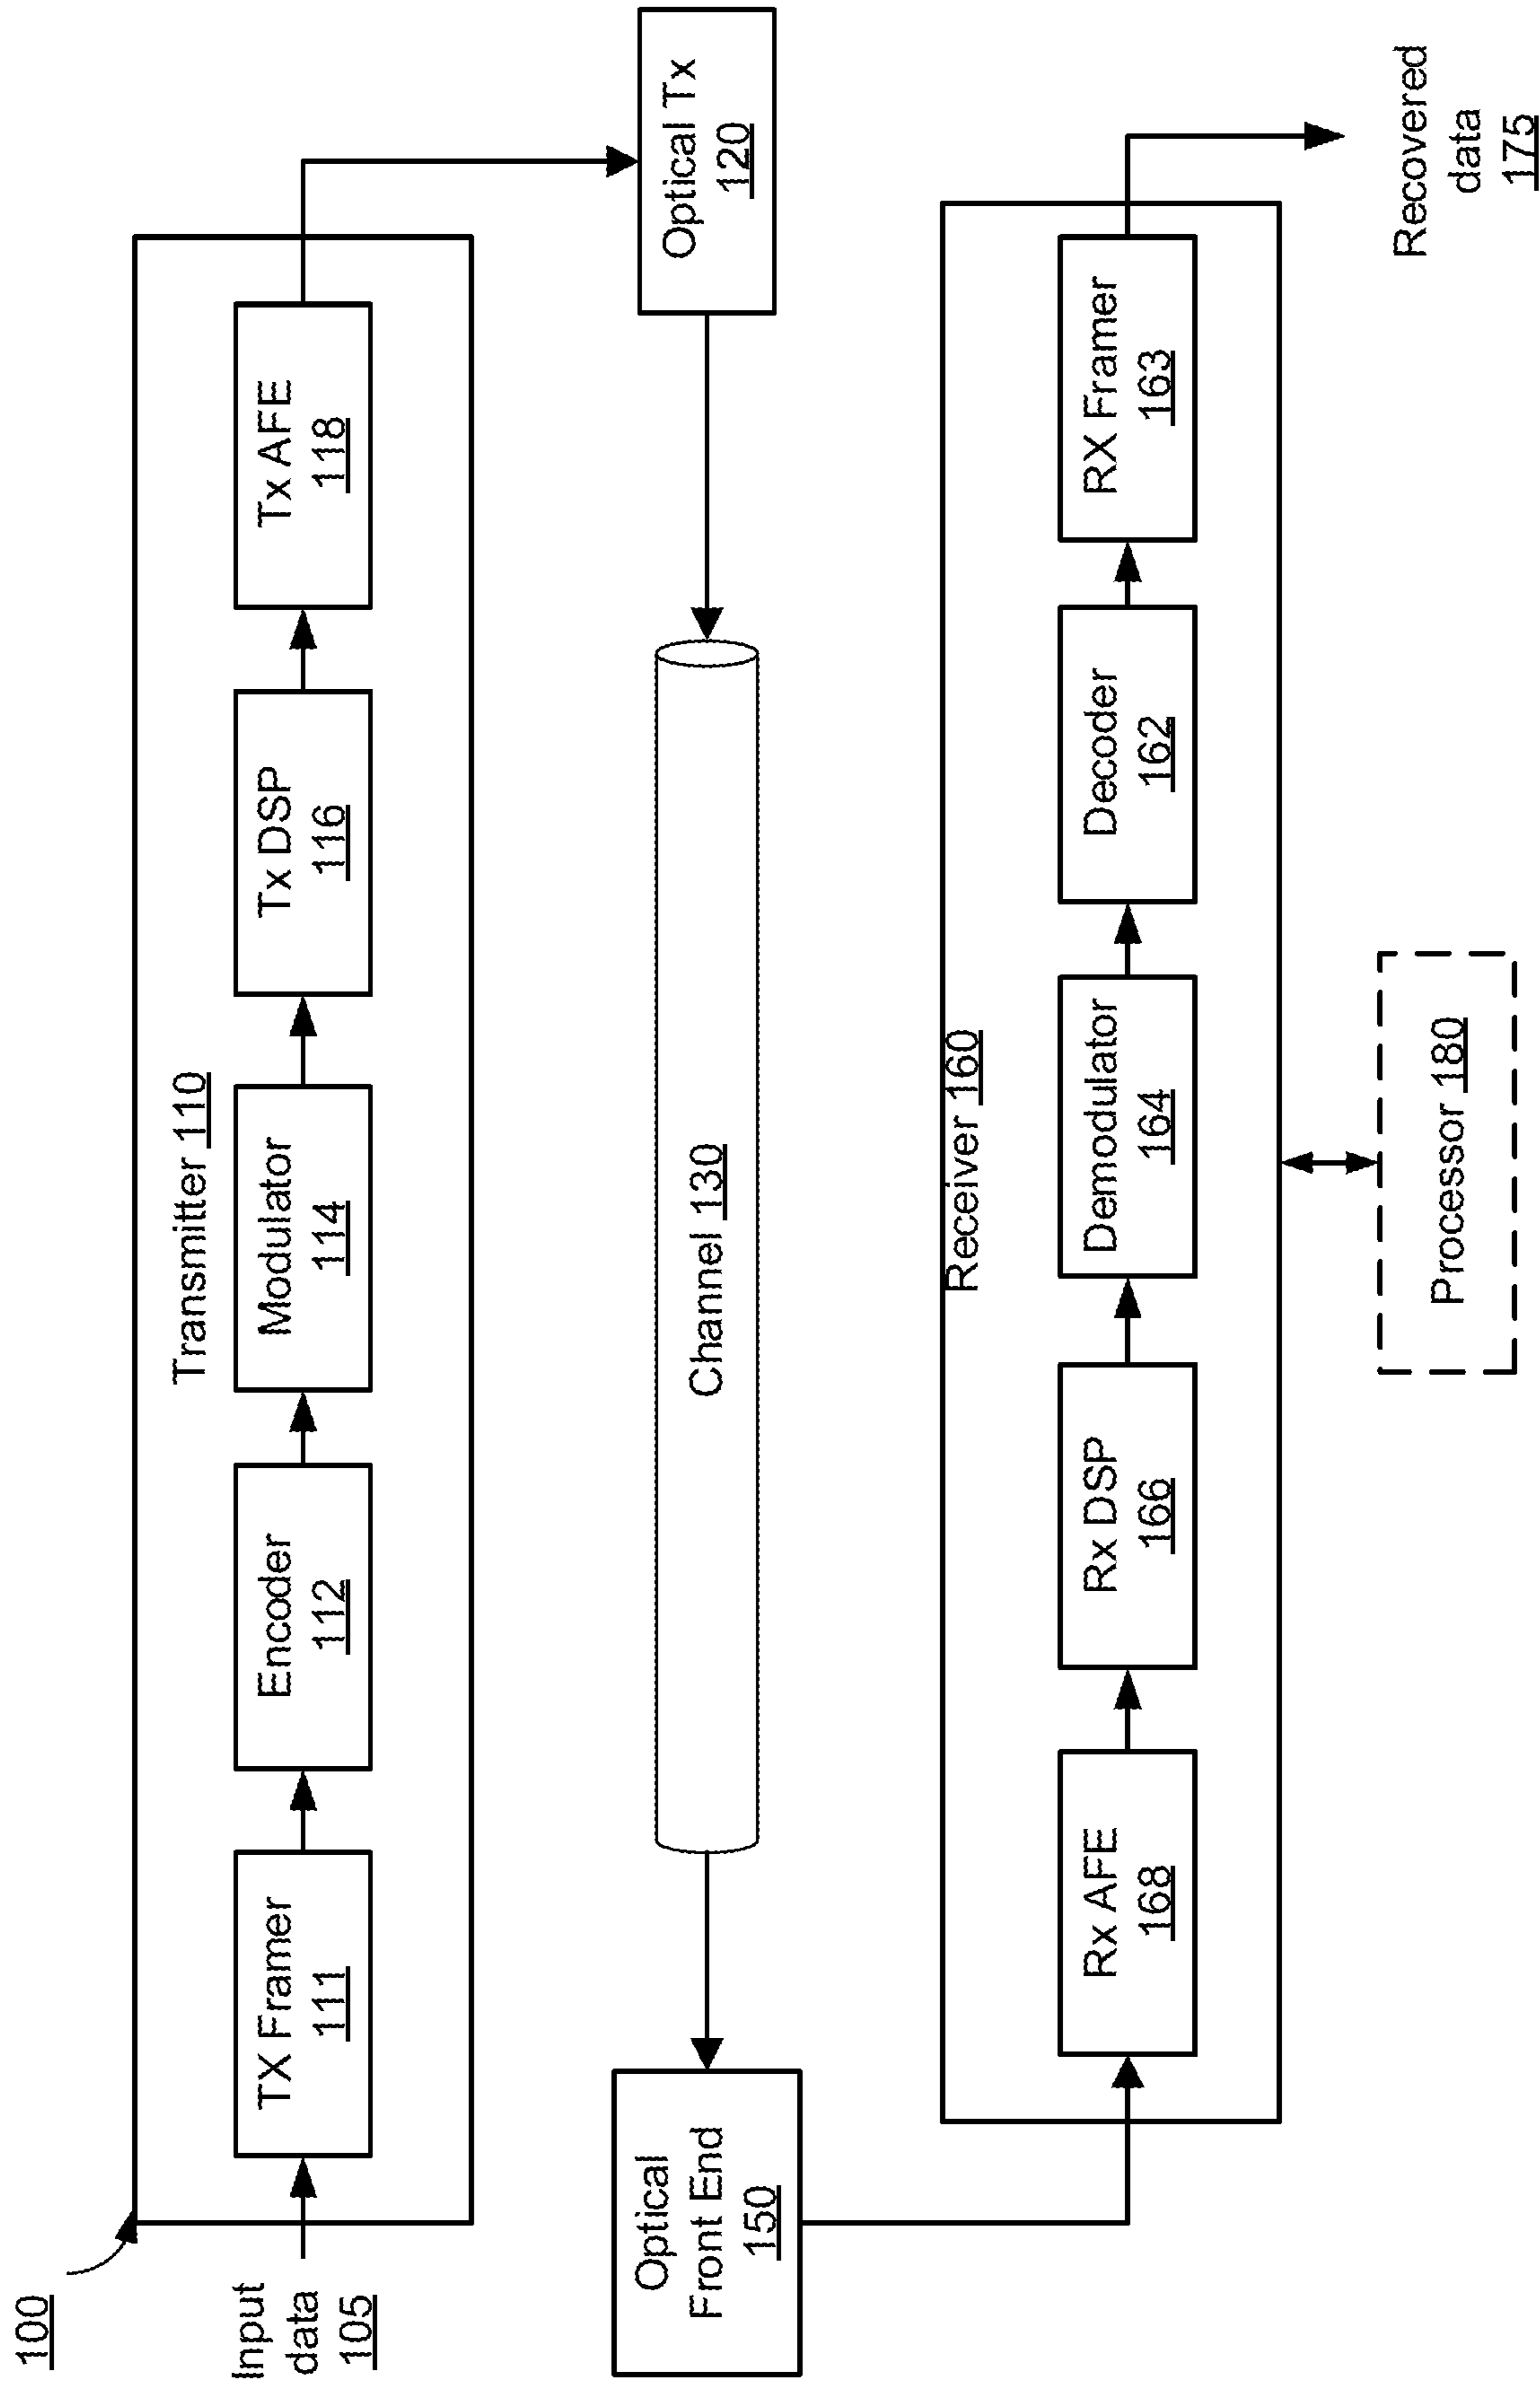 100
Input
data
105
Transmitter 110
TX Framer
111
Encoder
112
Modulator
114
Tx DSP
116
Tx AFE
118
Optical Tx
120
Channel 130
Optical
Front End
150
Receiver 160
Rx AFE
168
Rx DSP
166
Demodulator
164
Decoder
162
RX Framer
163
Recovered
data
175
Processor 180